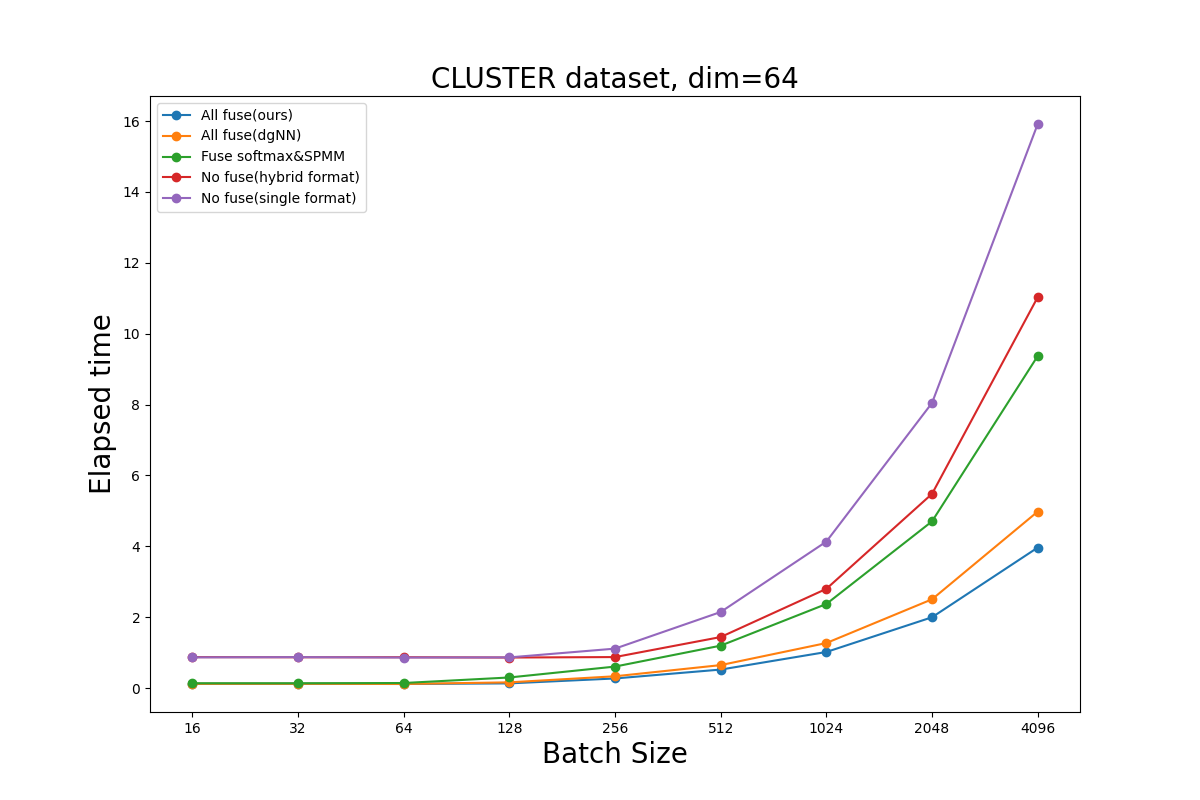 CLUSTER dataset, dim=64
All fuse(ours)
All fuse(dgNN)
Fuse softmax&SPMM
No fuse(hybrid format)
No fuse(single format)
Elapsed time
16
14
12
10
8
6
4
2
0
16 32 64 128 256 512 1024 2048 4096
Batch Size